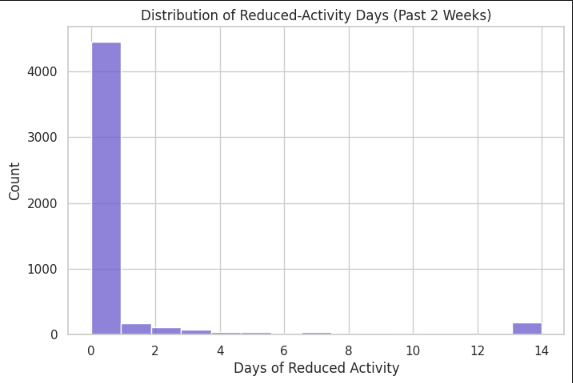 Distribution of Reduced-Activity Days (Past 2 Weeks)
4000
3000
2000
1000
0
Count
0 2 4 6 8 10 12 14
Days of Reduced Activity